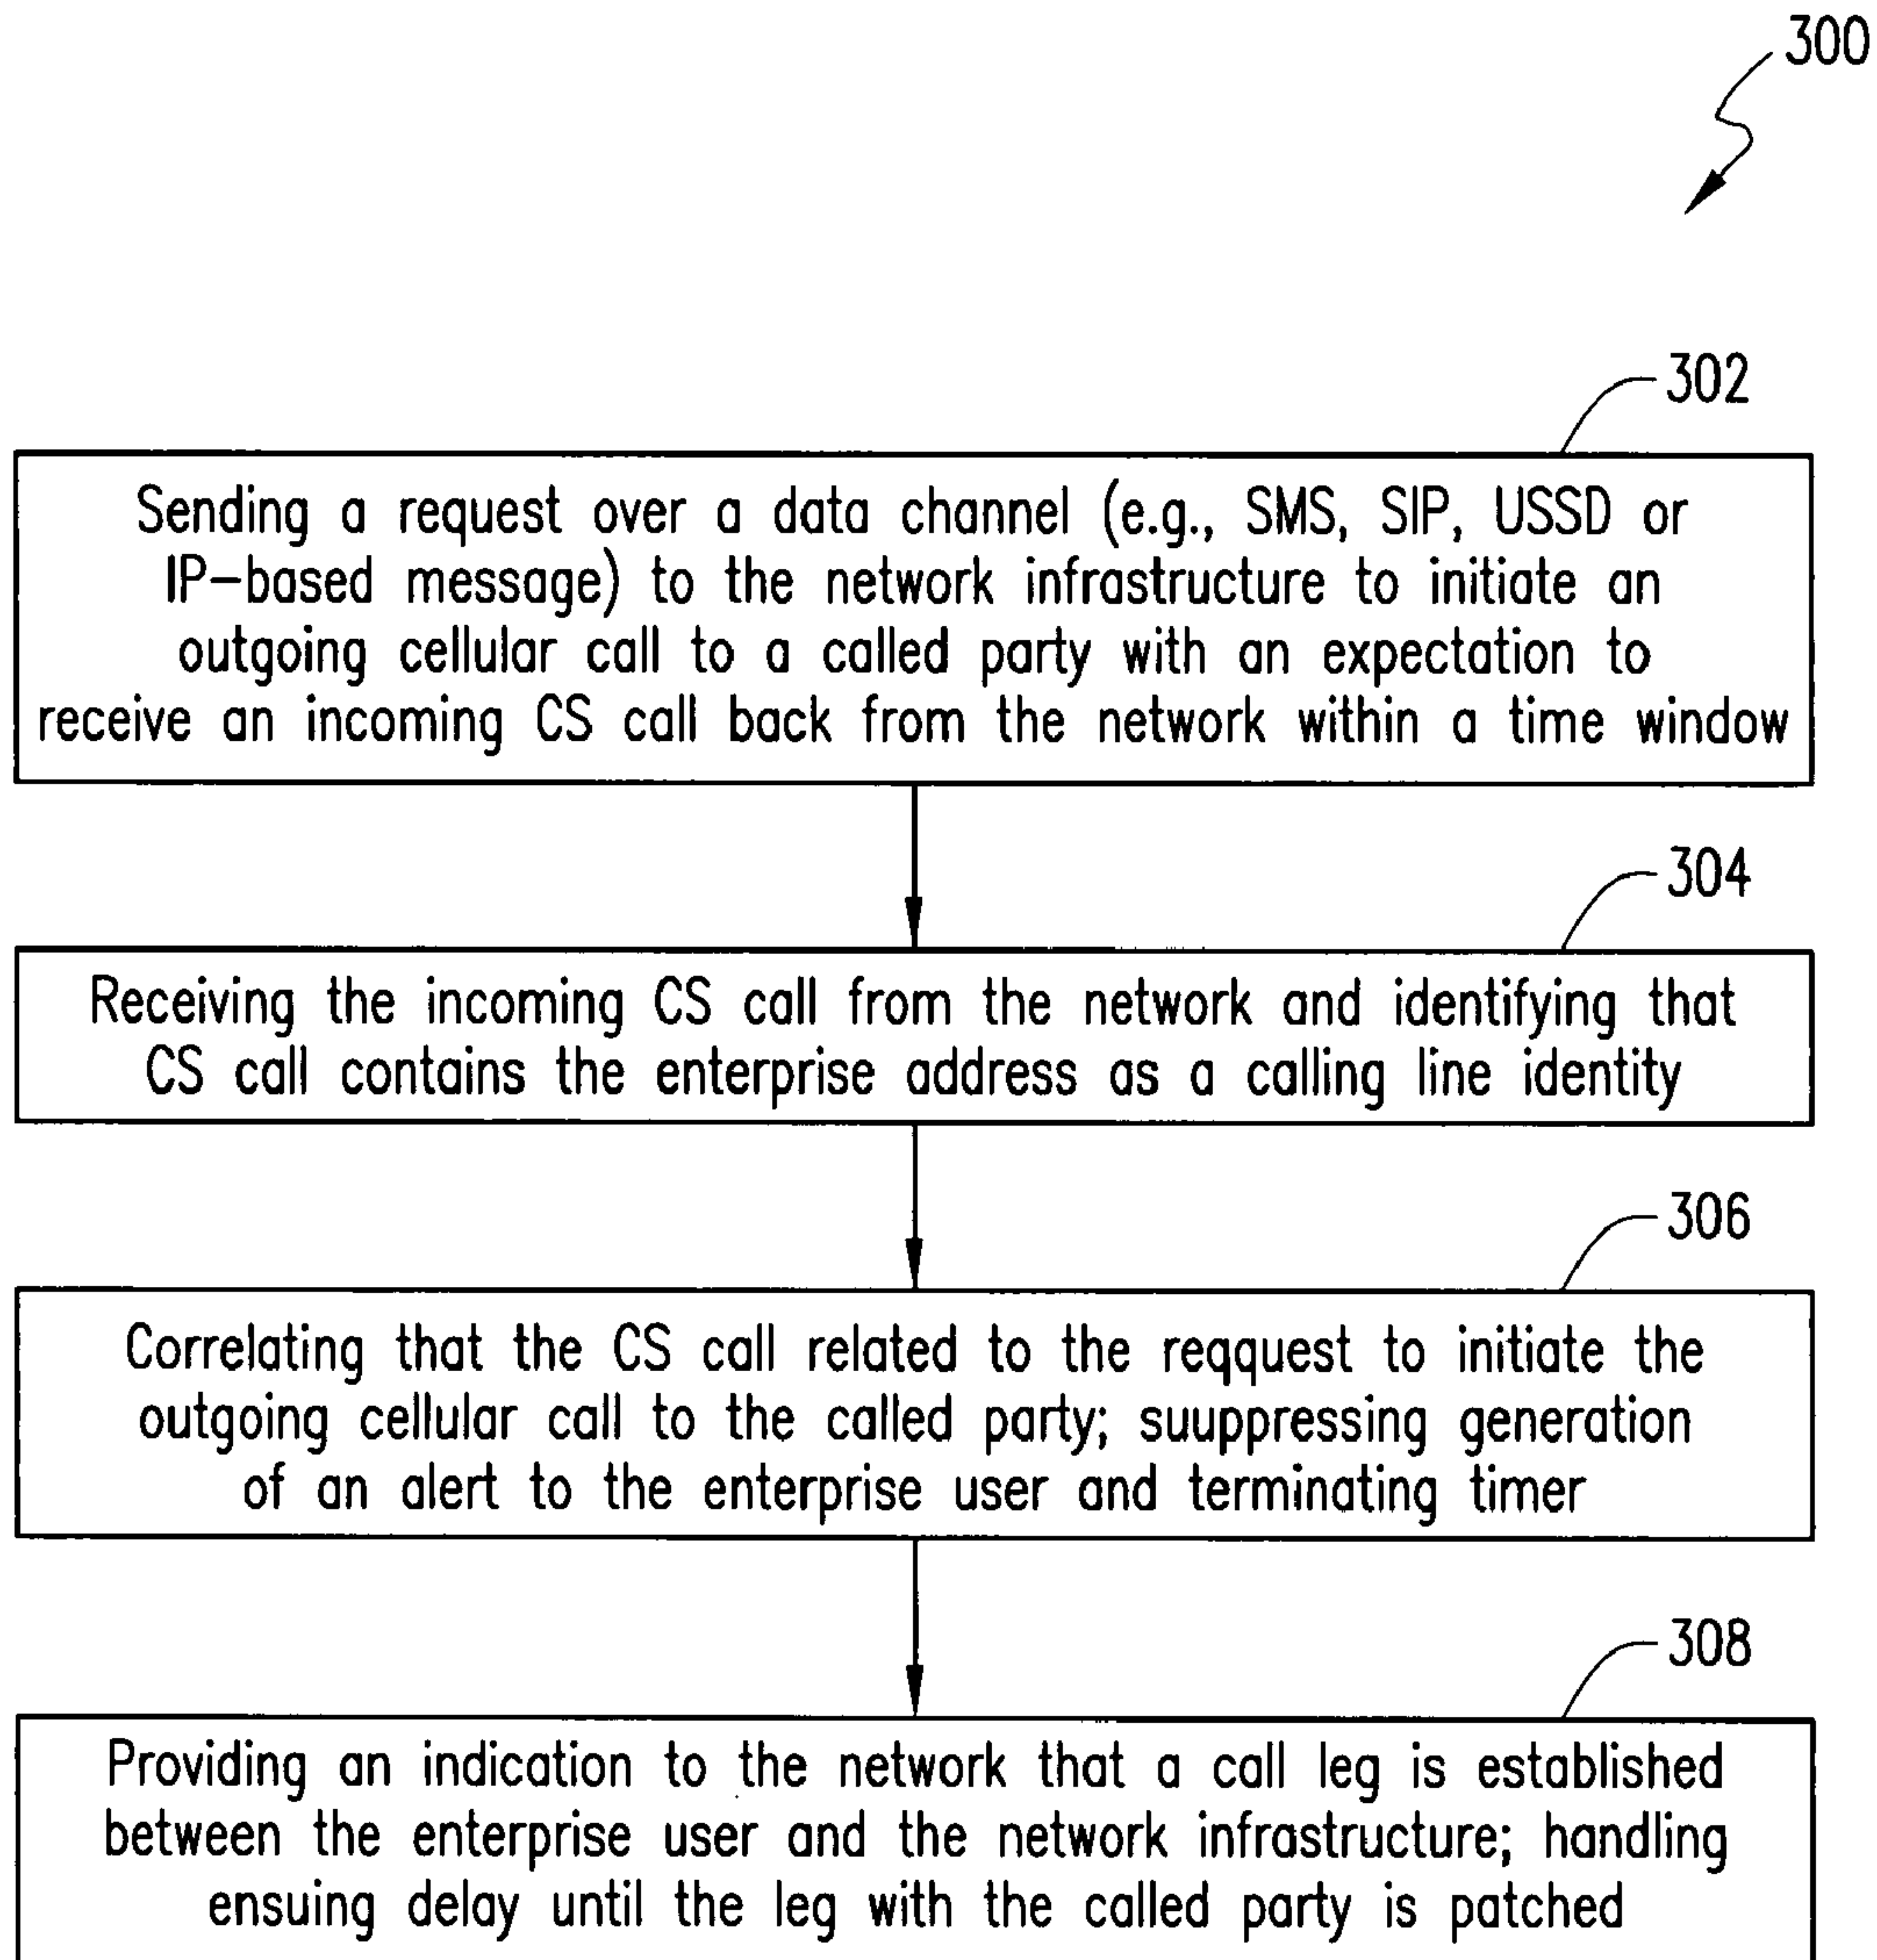 300
302
Sending a request over a data channel (e.g., SMS, SIP, USSD or
IP-based message) to the network infrastructure to initiate an
outgoing cellular call to a called party with an expectation to
receive an incoming CS call back from the network within a time window
304
Receiving the incoming CS call from the network and identifying that
CS call contains the enterprise address as a calling line identity
306
Correlating that the CS call related to the reqquest to initiate the
outgoing cellular call to the called party; suuppressing generation
of an alert to the enterprise user and terminating timer
308
Providing an indication to the network that a call leg is established
between the enterprise user and the network infrastructure; handling
ensuing delay until the leg with the called party is patched